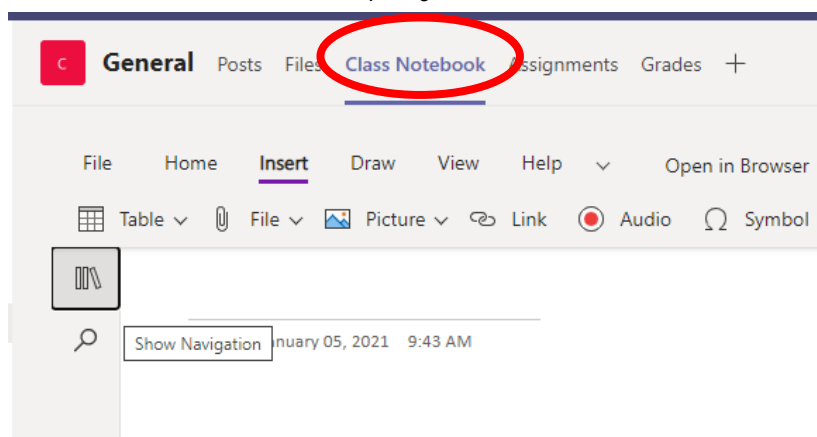 C General Posts Files Class Notebook Assignments Grades +
File Home Insert Draw View Help Open in Browser
Table File Picture Link Audio Symbol
Show Navigation nuary 05, 2021 9:43 AM